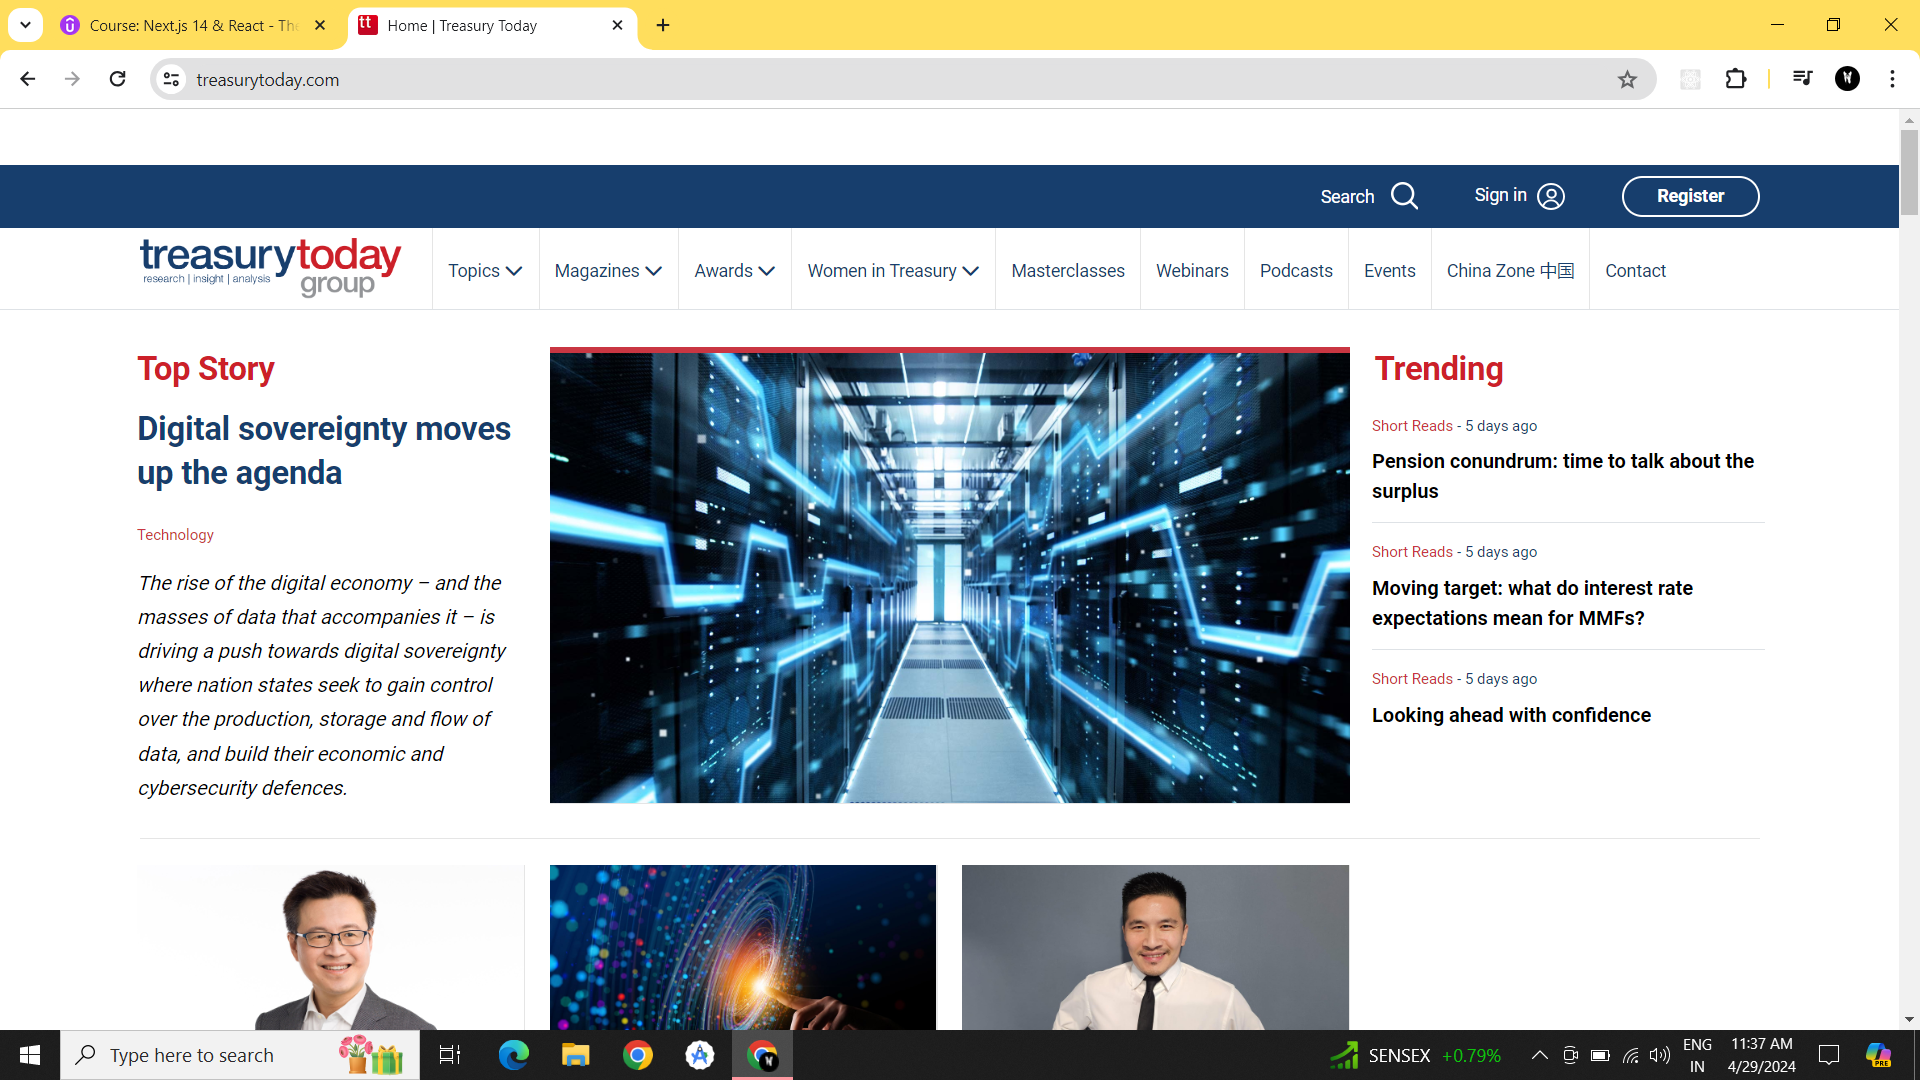 Course: Next.js 14 & React - The
Home | Treasury Today
treasurytoday.com
Search
Sign in
Register
treasurytoday
research | insight | analysis
group
Topics
Magazines
Awards
Women in Treasury
Masterclasses
Webinars
Podcasts
Events
China Zone 中国
Contact
Top Story
Digital sovereignty moves
up the agenda
Technology
The rise of the digital economy – and the
masses of data that accompanies it – is
driving a push towards digital sovereignty
where nation states seek to gain control
over the production, storage and flow of
data, and build their economic and
cybersecurity defences.
Trending
Short Reads - 5 days ago
Pension conundrum: time to talk about the
surplus
Short Reads - 5 days ago
Moving target: what do interest rate
expectations mean for MMFs?
Short Reads - 5 days ago
Looking ahead with confidence
Type here to search
SENSEX +0.79%
ENG
IN
11:37 AM
4/29/2024